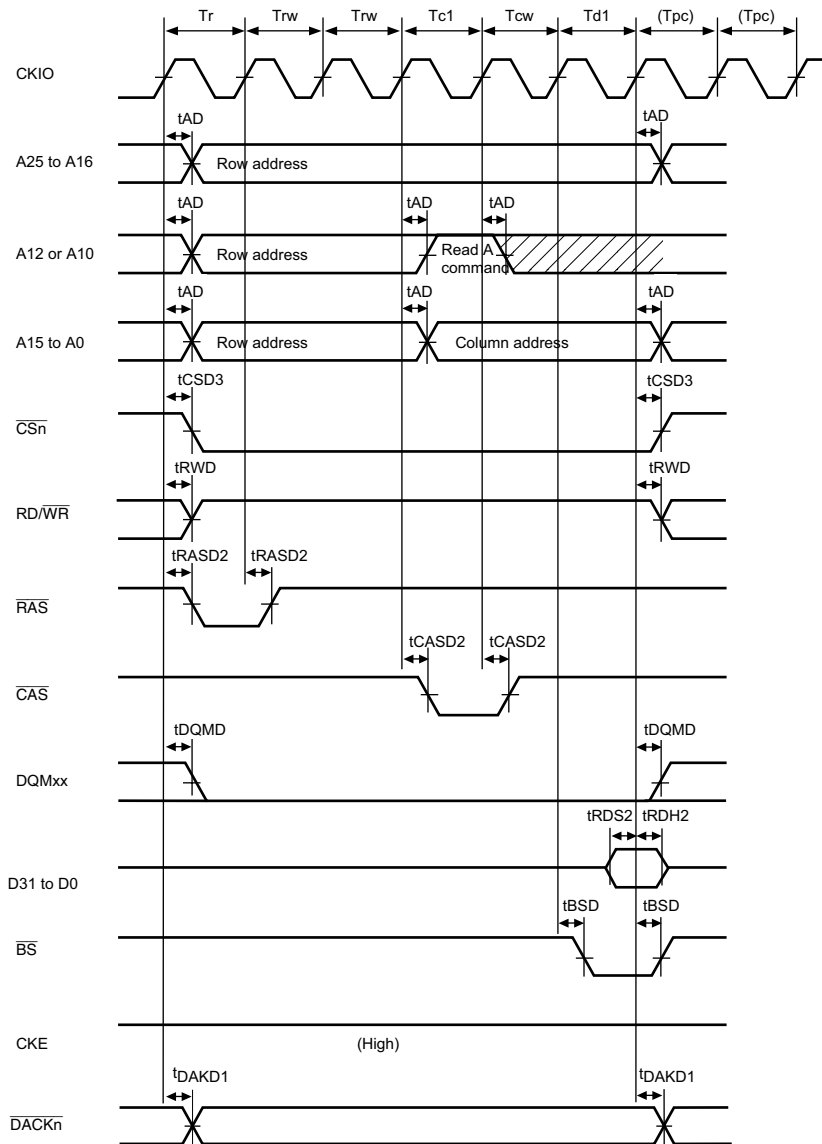 Tr Trw Trw Tc1 Tcw Td1 (Tpc) (Tpc)
CKIO
tAD tAD
A25 to A16 Row address
tAD tAD tAD
A12 or A10 Row address Read A command
tAD tAD tAD
A15 to A0 Row address Column address
tCSD3 tCSD3
CSn
tRWD tRWD
RD/WR
tRASD2 tRASD2
RAS
tCASD2 tCASD2
CAS
tDQMD tDQMD
DQMxx
tRDS2 tRDH2
D31 to D0
tBSD tBSD
BS
CKE (High)
tDAKD1 tDAKD1
DACKn